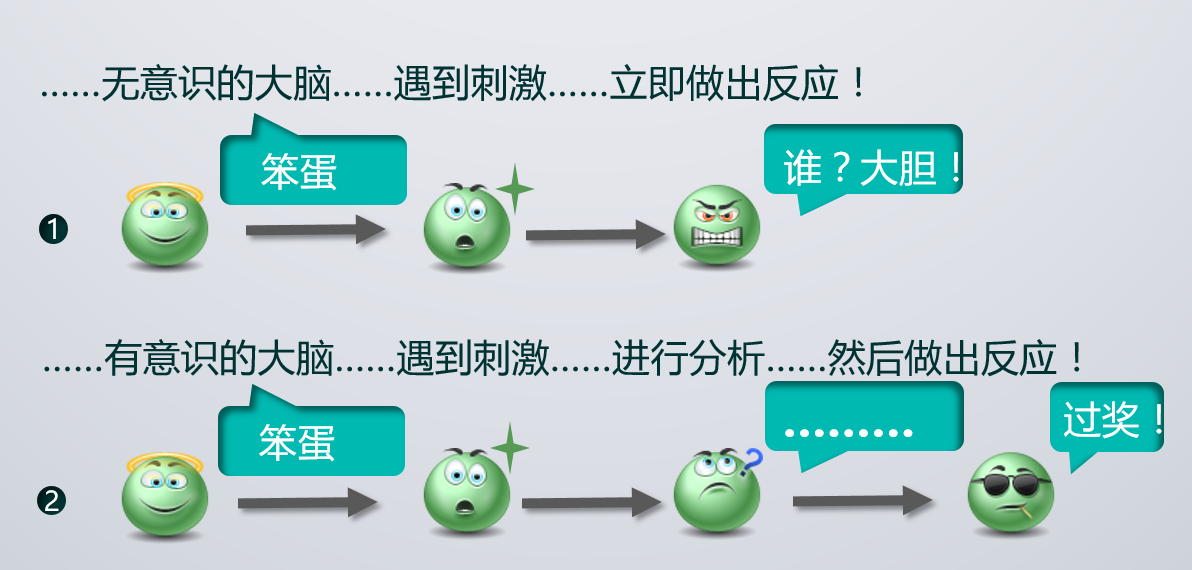 ……无意识的大脑……遇到刺激……立即做出反应！
笨蛋
谁？大胆！
❶
……有意识的大脑……遇到刺激……进行分析……然后做出反应！
笨蛋
………
过奖！
?
❷